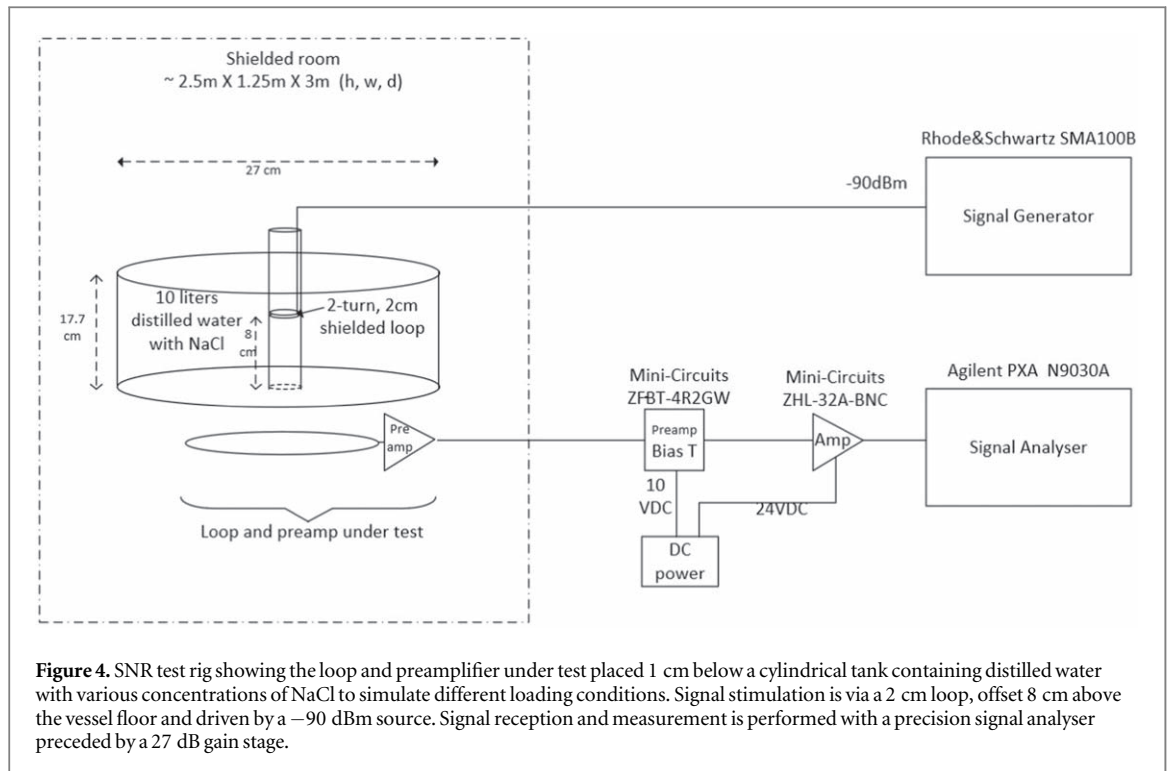 Shielded room
~ 2.5m X 1.25m X 3m (h, w, d)
27 cm
Rhode&Schwartz SMA100B
-90dBm
Signal Generator
17.7
cm
10 liters
distilled water
with NaCl
8
cm
2-turn, 2cm
shielded loop
Pre
amp
Loop and preamp under test
Mini-Circuits
ZFBT-4R2GW
Preamp
Bias T
10
VDC
Mini-Circuits
ZHL-32A-BNC
Amp
24VDC
DC
power
Agilent PXA N9030A
Signal Analyser
Figure 4. SNR test rig showing the loop and preamplifier under test placed 1 cm below a cylindrical tank containing distilled water
with various concentrations of NaCl to simulate different loading conditions. Signal stimulation is via a 2 cm loop, offset 8 cm above
the vessel floor and driven by a −90 dBm source. Signal reception and measurement is performed with a precision signal analyser
preceded by a 27 dB gain stage.